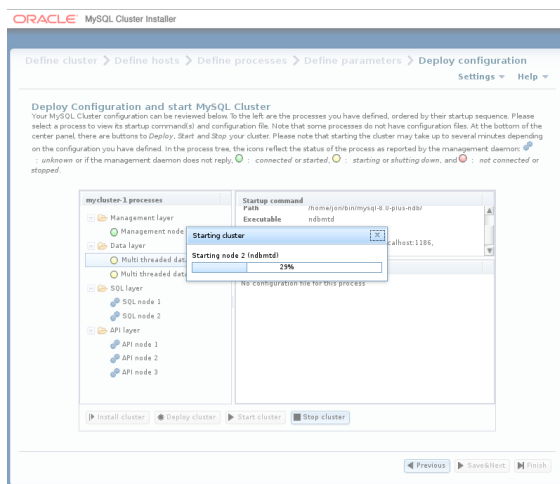 ORACLE® MySQL Cluster Installer
Define cluster Define hosts Define processes Define parameters Deploy configuration
Settings Help
Deploy Configuration and start MySQL Cluster
Your MySQL Cluster configuration can be reviewed below. To the left are the processes you have defined, ordered by their startup sequence. Please
select a process to view its startup command(s) and configuration file. Note that some processes do not have configuration files. At the bottom of the
center panel, there are buttons to Deploy, Start and Stop your cluster. Please note that starting the cluster may take up to several minutes depending
on the configuration you have defined. In the process tree, the icons reflect the status of the process as reported by the management daemon:
: unknown or if the management daemon does not reply, : connected or started, : starting or shutting down, and : not connected or
stopped.
mycluster-1 processes
Management layer
Management node
Data layer
Multi threaded dat
Multi threaded dat
SQL layer
SQL node 1
SQL node 2
API layer
API node 1
API node 2
API node 3
Startup command
Path /home/jon/bin/mysql-8.0-plus-ndb/
Executable ndbmtd
calhost:1186,
Starting cluster
Starting node 2 (ndbmtd)
29%
No configuration file for this process
Install cluster Deploy cluster Start cluster Stop cluster
Previous Save&Next Finish